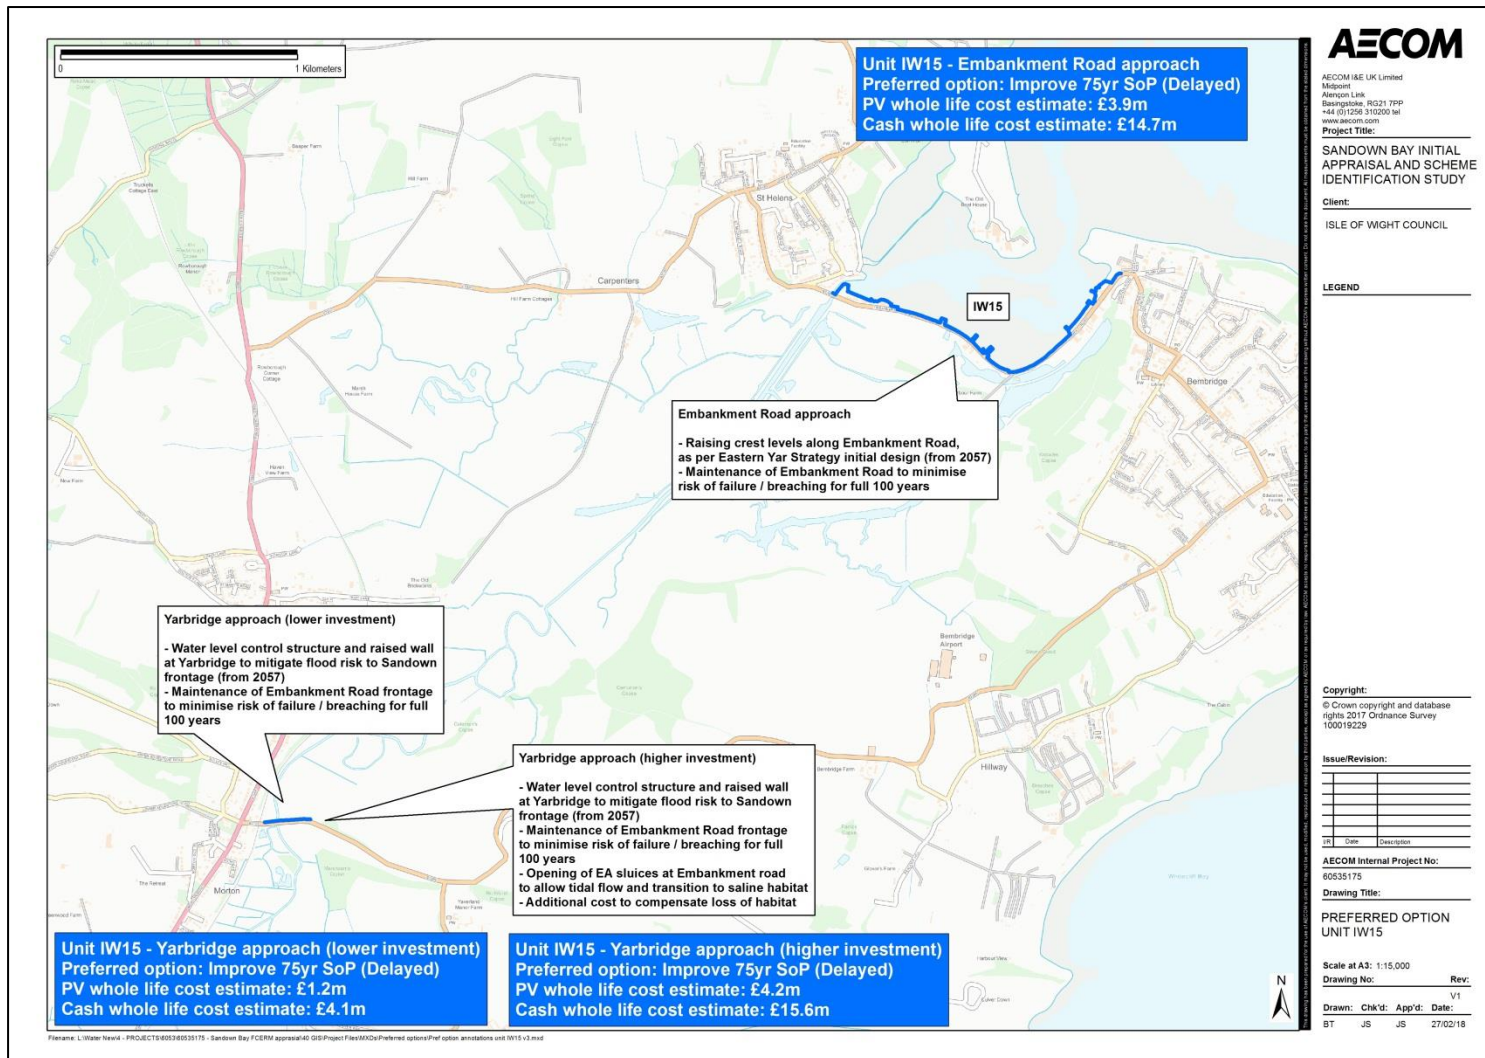 0 1 Kilometers
Unit IW15 - Embankment Road approach
Preferred option: Improve 75yr SoP (Delayed)
PV whole life cost estimate: £3.9m
Cash whole life cost estimate: £14.7m
St Helens
Carpenters
Hill Farm Cottages
The Old Boat House
IW15
Bembridge
Embankment Road approach
- Raising crest levels along Embankment Road,
as per Eastern Yar Strategy initial design (from 2057)
- Maintenance of Embankment Road to minimise
risk of failure / breaching for full 100 years
Yarbridge approach (lower investment)
- Water level control structure and raised wall
at Yarbridge to mitigate flood risk to Sandown
frontage (from 2057)
- Maintenance of Embankment Road frontage
to minimise risk of failure / breaching for full
100 years
Bembridge
Airport
Yarbridge approach (higher investment)
- Water level control structure and raised wall
at Yarbridge to mitigate flood risk to Sandown
frontage (from 2057)
- Maintenance of Embankment Road frontage
to minimise risk of failure / breaching for full
100 years
- Opening of EA sluices at Embankment road
to allow tidal flow and transition to saline habitat
- Additional cost to compensate loss of habitat
Bembridge Farm
Hillway
The Retreat
Morton
Whitecliff Bay
Culver Down
Unit IW15 - Yarbridge approach (lower investment)
Preferred option: Improve 75yr SoP (Delayed)
PV whole life cost estimate: £1.2m
Cash whole life cost estimate: £4.1m
Unit IW15 - Yarbridge approach (higher investment)
Preferred option: Improve 75yr SoP (Delayed)
PV whole life cost estimate: £4.2m
Cash whole life cost estimate: £15.6m
N
AECOM
AECOM I&E UK Limited
Midpoint
Alençon Link
Basingstoke, RG21 7PP
+44 (0)1256 310200 tel
www.aecom.com
Project Title:
SANDOWN BAY INITIAL
APPRAISAL AND SCHEME
IDENTIFICATION STUDY
Client:
ISLE OF WIGHT COUNCIL
LEGEND
Copyright:
© Crown copyright and database
rights 2017 Ordnance Survey
100019229
Issue/Revision:
I/R Date Description
AECOM Internal Project No:
60535175
Drawing Title:
PREFERRED OPTION
UNIT IW15
Scale at A3: 1:15,000
Drawing No: Rev:
V1
Drawn: Chk'd: App'd: Date:
BT JS JS 27/02/18